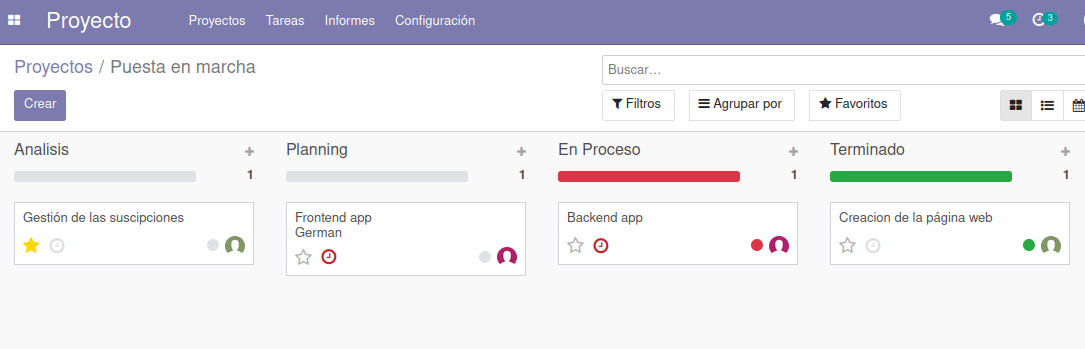 Proyecto Proyectos Tareas Informes Configuración 5 3
Proyectos / Puesta en marcha
Buscar...
Crear
Filtros Agrupar por Favoritos
Analisis + Planning + En Proceso + Terminado +
1 1 1 1
Gestión de las suscipciones
Frontend app
German
Backend app
Creacion de la página web